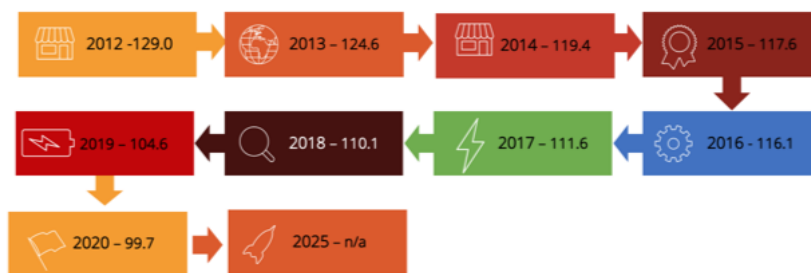 2012 -129.0
2013 – 124.6
2014 – 119.4
2015 – 117.6
2016 - 116.1
2017 – 111.6
2018 – 110.1
2019 – 104.6
2020 – 99.7
2025 – n/a